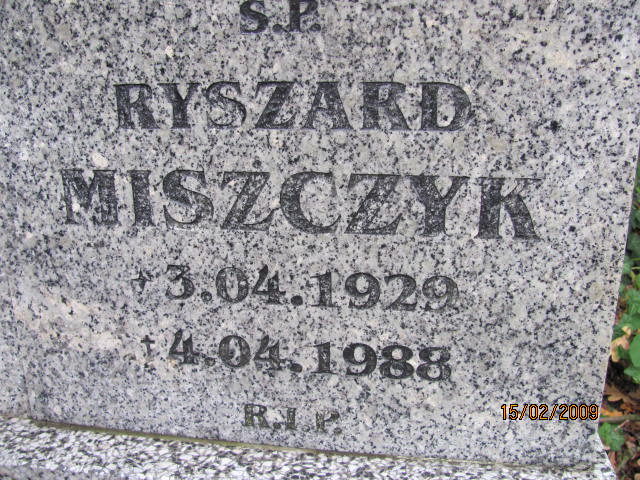 S.P.
RYSZARD
MISZCZYK
+3.04.1929
+4.04.1988
15/02/2009